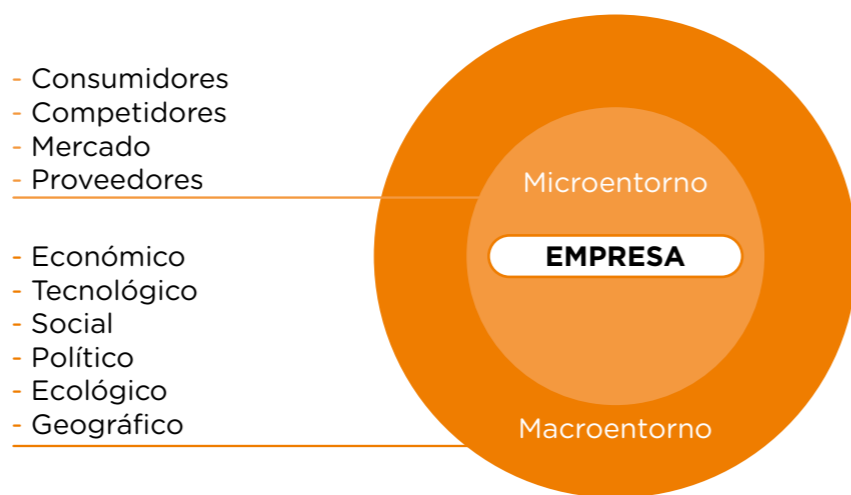 - Consumidores
- Competidores
- Mercado
- Proveedores
Microentorno
EMPRESA
- Económico
- Tecnológico
- Social
- Político
- Ecológico
- Geográfico
Macroentorno